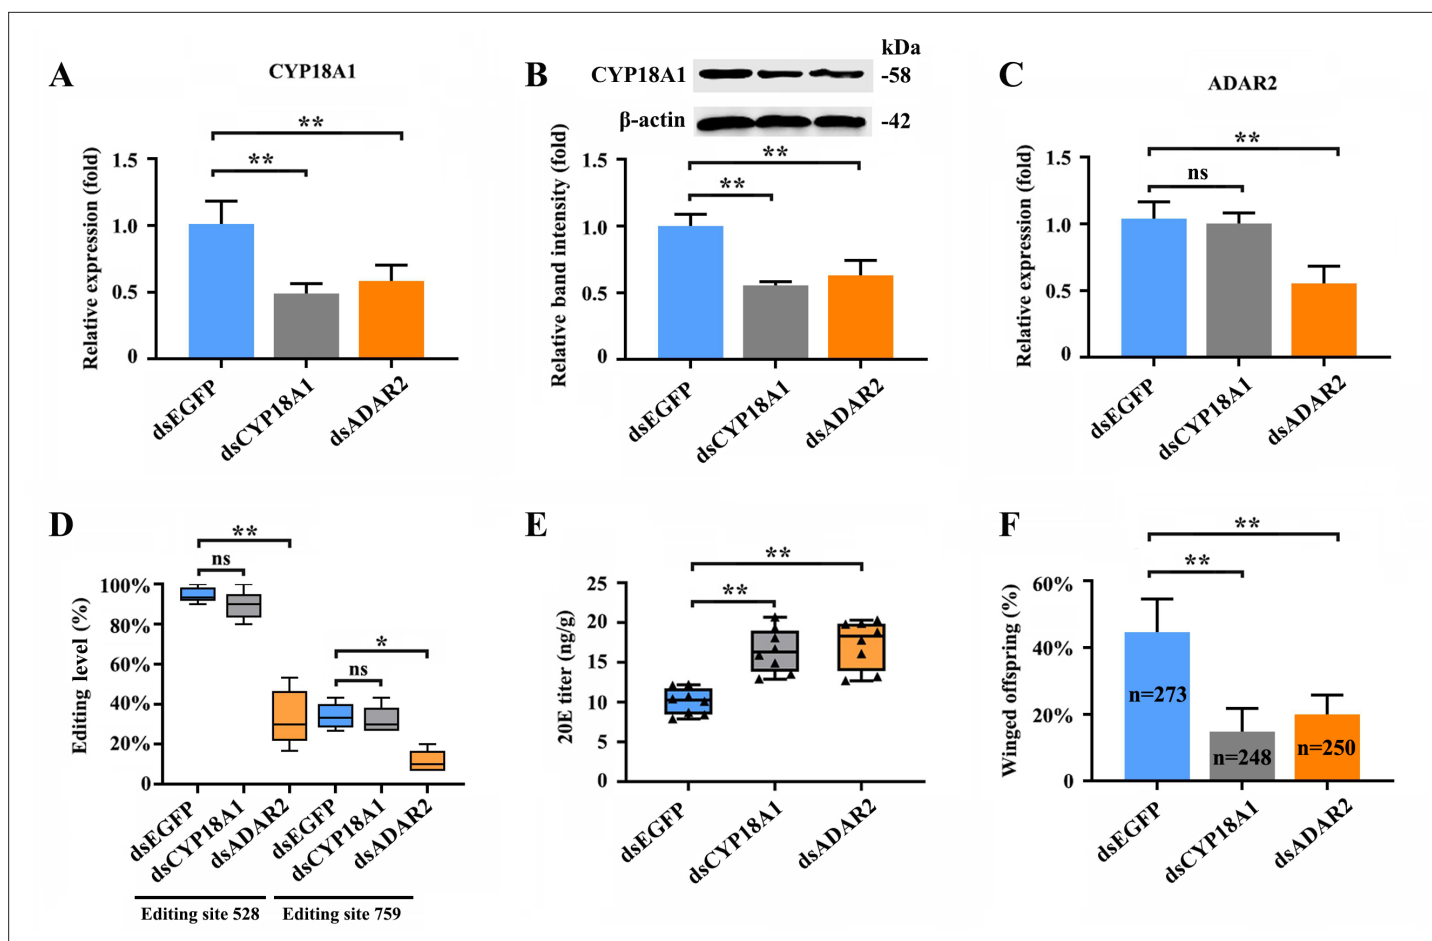 A
CYP18A1
**
**
Relative expression (fold)
1.5
1.0
0.5
0
dsEGFP
dsCYP18A1
dsADAR2
B
kDa
CYP18A1
-58
β-actin
-42
**
**
Relative band intensity (fold)
1.5
1.0
0.5
0
dsEGFP
dsCYP18A1
dsADAR2
C
ADAR2
**
ns
Relative expression (fold)
1.5
1.0
0.5
0
dsEGFP
dsCYP18A1
dsADAR2
D
**
ns
*
ns
Editing level (%)
100%
80%
60%
40%
20%
0
dsEGFP
dsCYP18A1
dsADAR2
dsEGFP
dsCYP18A1
dsADAR2
Editing site 528
Editing site 759
E
**
**
20E titer (ng/g)
25
20
15
10
5
0
dsEGFP
dsCYP18A1
dsADAR2
F
**
**
Winged offspring (%)
60%
40%
20%
0
n=273
n=248
n=250
dsEGFP
dsCYP18A1
dsADAR2